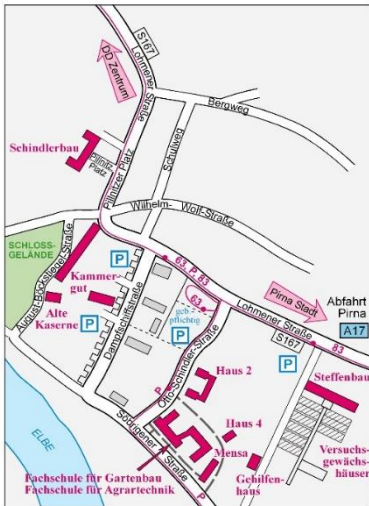 S167
Lohmener Straße
DD Zentrum
Bergweg
Schindlerbau
Pillnitz.
Platz
Pillnitzer Platz
Schulweg
Wilhelm-Wolf-Straße
SCHLOSS-
GELÄNDE
August-Böckstiegel-Straße
Kammer-
gut
P
63, P, 83
Alte
Kaserne
P
Dampfschiffstraße
63
geb.-
pflichtig
P
Pirna Stadt
Lohmener Straße
Abfahrt
Pirna
A17
S167
83
P
Otto-Schindler-Straße
P
Haus 2
Steffenbau
ELBE
Söbrigener Straße
Haus 4
Mensa
Gehilfen-
haus
Versuchs-
gewächs-
häuser
Fachschule für Gartenbau
Fachschule für Agrartechnik
P